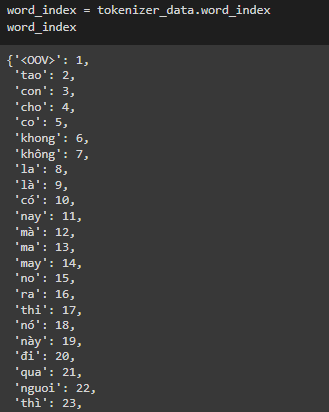 word_index = tokenizer_data.word_index
word_index
{'<OOV>': 1,
'tao': 2,
'con': 3,
'cho': 4,
'co': 5,
'khong': 6,
'không': 7,
'la': 8,
'là': 9,
'có': 10,
'nay': 11,
'mà': 12,
'ma': 13,
'may': 14,
'no': 15,
'ra': 16,
'thi': 17,
'nó': 18,
'này': 19,
'đi': 20,
'qua': 21,
'nguoi': 22,
'thì': 23,